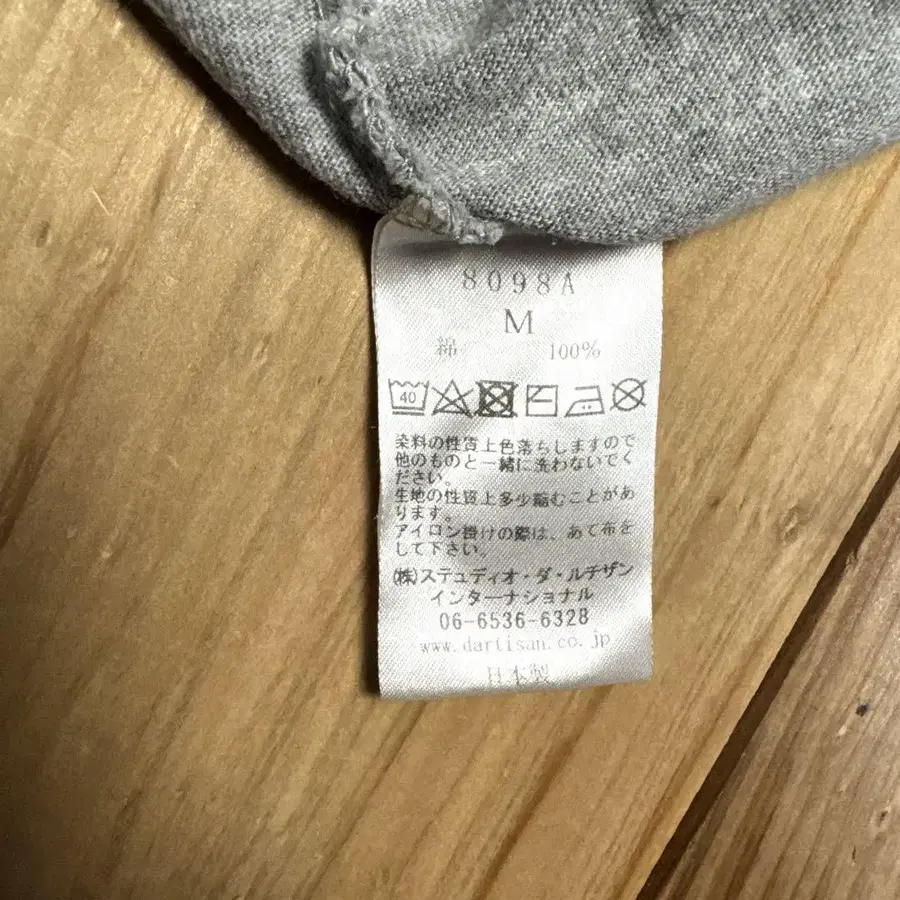 8098A
M
綿 100%
40
染料の性質上色落ちしますので
他のものと一緒に洗わないでく
ださい。
生地の性質上多少縮むことがあ
ります。
アイロン掛けの際は、あて布を
して下さい。
(株)ステュディオ・ダ・ルチザン
インターナショナル
06-6536-6328
www.dartisan.co.jp
日本製